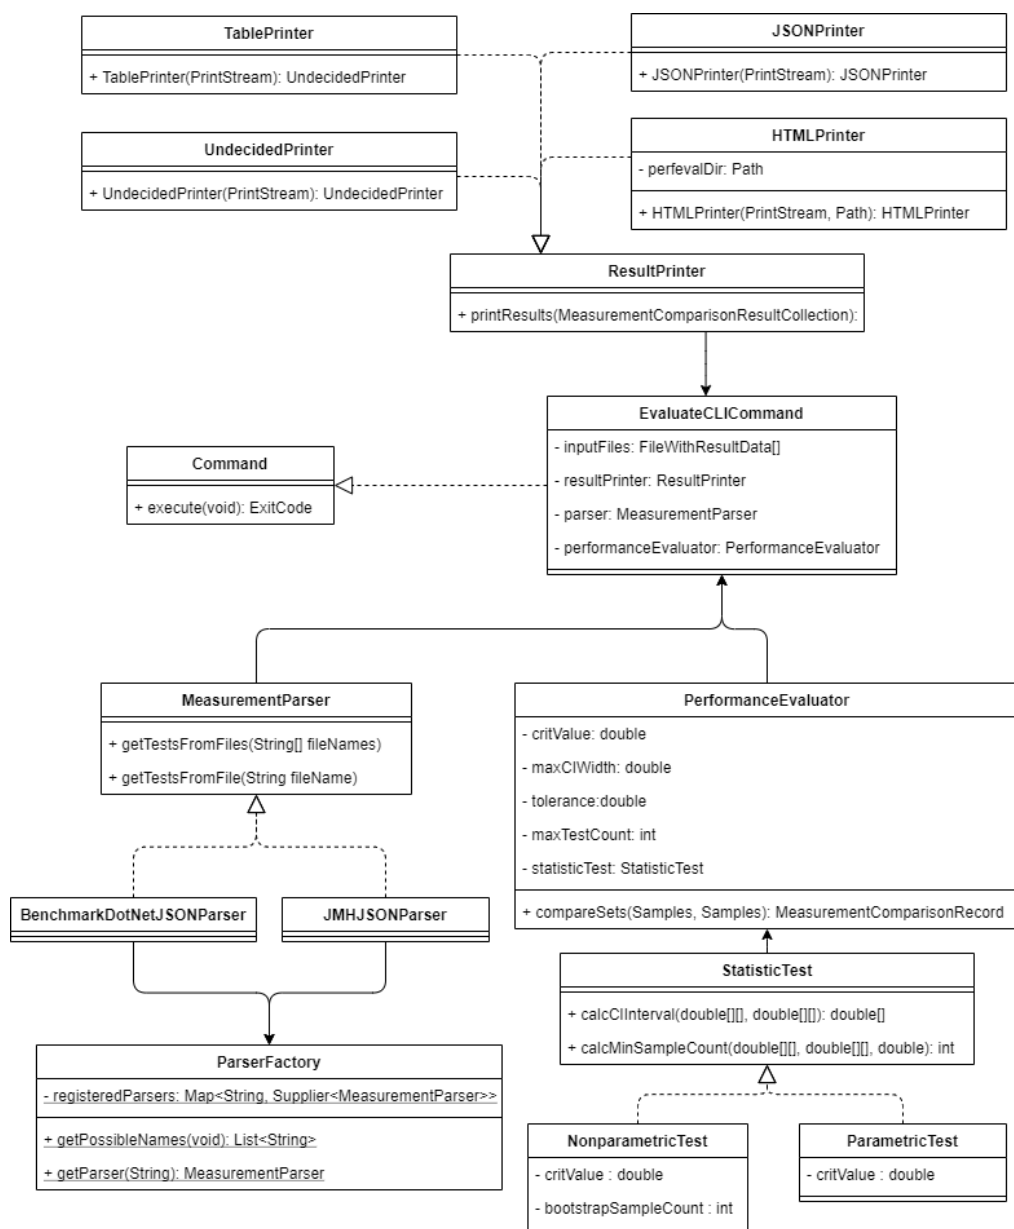 TablePrinter
+ TablePrinter(PrintStream): UndecidedPrinter
JSONPrinter
+ JSONPrinter(PrintStream): JSONPrinter
UndecidedPrinter
+ UndecidedPrinter(PrintStream): UndecidedPrinter
HTMLPrinter
- perfevalDir: Path
+ HTMLPrinter(PrintStream, Path): HTMLPrinter
ResultPrinter
+ printResults(MeasurementComparisonResultCollection):
EvaluateCLICommand
- inputFiles: FileWithResultData[]
- resultPrinter: ResultPrinter
- parser: MeasurementParser
- performanceEvaluator: PerformanceEvaluator
Command
+ execute(void): ExitCode
MeasurementParser
+ getTestsFromFiles(String[] fileNames)
+ getTestsFromFile(String fileName)
PerformanceEvaluator
- critValue: double
- maxCIWidth: double
- tolerance:double
- maxTestCount: int
- statisticTest: StatisticTest
+ compareSets(Samples, Samples): MeasurementComparisonRecord
BenchmarkDotNetJSONParser
JMHJSONParser
StatisticTest
+ calcCIInterval(double[][], double[][]): double[]
+ calcMinSampleCount(double[][], double[][], double): int
ParserFactory
- registeredParsers: Map<String, Supplier<MeasurementParser>>
+ getPossibleNames(void): List<String>
+ getParser(String): MeasurementParser
NonparametricTest
- critValue : double
- bootstrapSampleCount : int
ParametricTest
- critValue : double